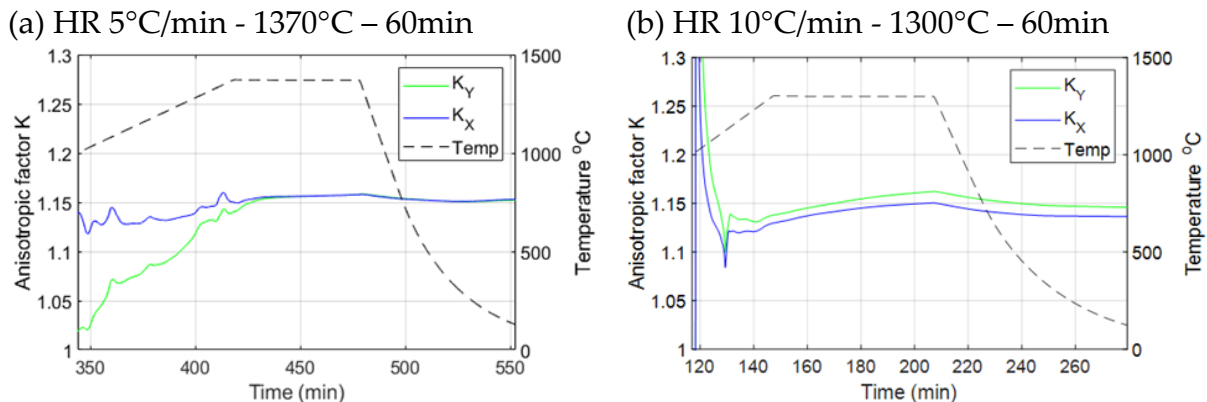 (a) HR 5°C/min - 1370°C – 60min
1.3
1.25
1.2
1.15
1.1
1.05
1
Anisotropic factor K
1500
1000
500
0
Temperature °C
K_Y
K_X
Temp
344
400
450
500
550
Time (min)
(b) HR 10°C/min - 1300°C – 60min
1.3
1.25
1.2
1.15
1.1
1.05
1
Anisotropic factor K
1500
1000
500
0
Temperature °C
K_Y
K_X
Temp
117
140
160
180
200
220
240
260
Time (min)